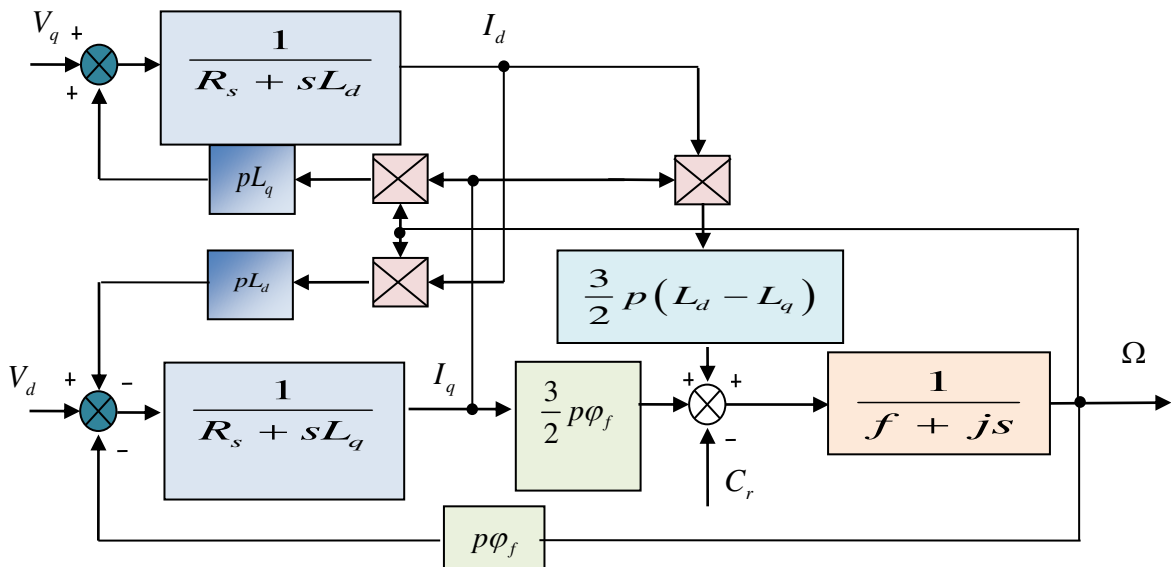 V_q + +
1 / (R_s + sL_d)
I_d
pL_q
pL_d
3/2 p(L_d − L_q)
V_d + − −
1 / (R_s + sL_q)
I_q
3/2 pφ_f
+ + −
C_r
1 / (f + js)
Ω
pφ_f